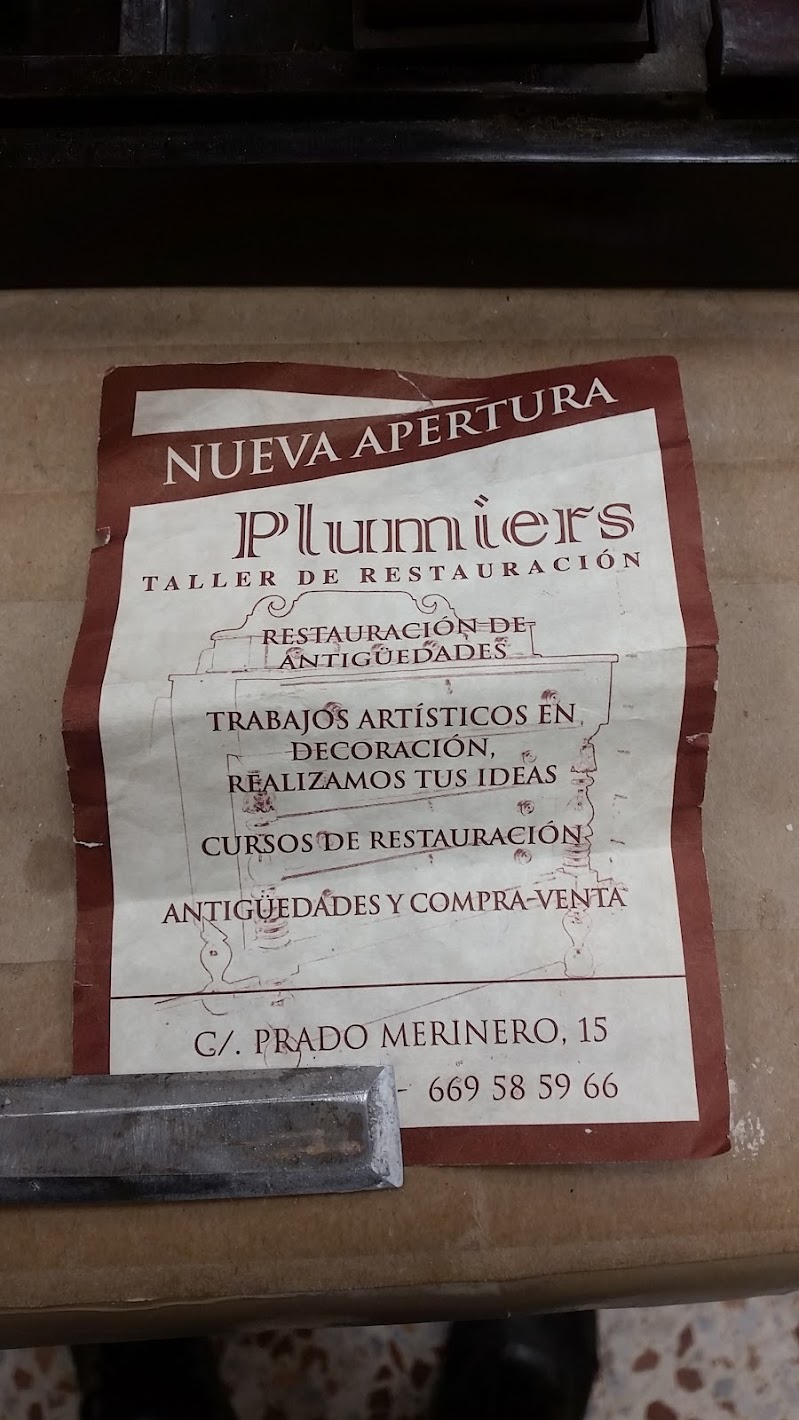 NUEVA APERTURA
Plumiers
TALLER DE RESTAURACIÓN
RESTAURACIÓN DE
ANTIGÜEDADES
TRABAJOS ARTÍSTICOS EN
DECORACIÓN,
REALIZAMOS TUS IDEAS
CURSOS DE RESTAURACIÓN
ANTIGÜEDADES Y COMPRA-VENTA
C/. PRADO MERINERO, 15
- 669 58 59 66